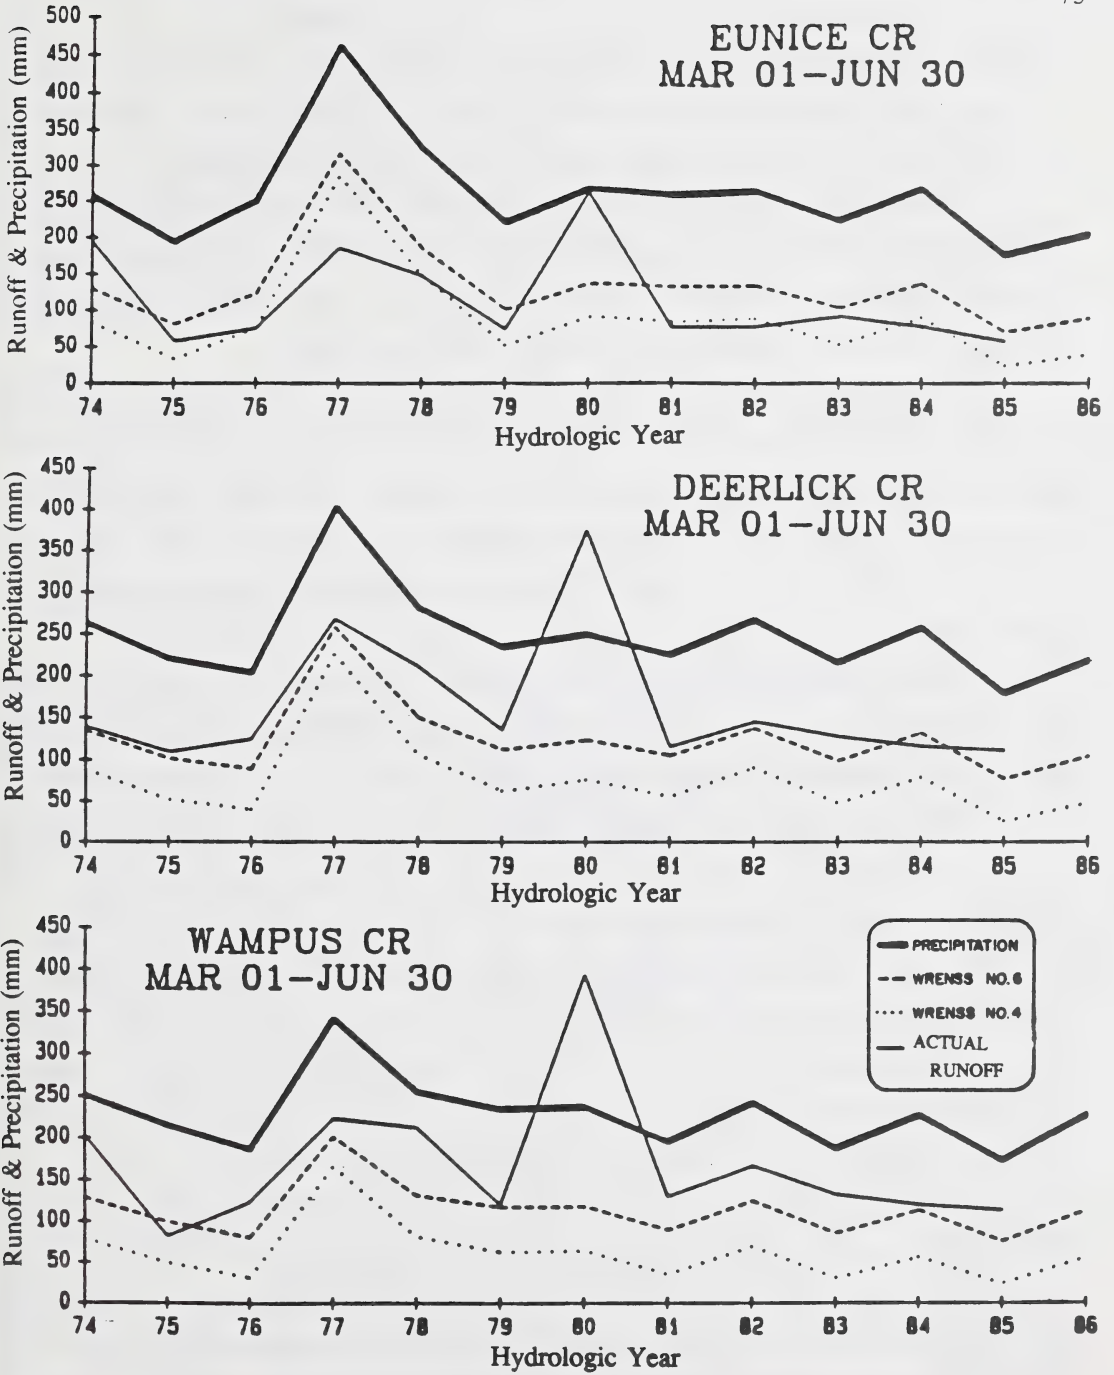 500
450
400
350
300
250
200
150
100
50
0
Runoff & Precipitation (mm)
EUNICE CR
MAR 01-JUN 30
74 75 76 77 78 79 80 81 82 83 84 85 86
Hydrologic Year
450
400
350
300
250
200
150
100
50
0
Runoff & Precipitation (mm)
DEERLICK CR
MAR 01-JUN 30
74 75 76 77 78 79 80 81 82 83 84 85 86
Hydrologic Year
450
400
350
300
250
200
150
100
50
0
Runoff & Precipitation (mm)
WAMPUS CR
MAR 01-JUN 30
PRECIPITATION
WRENSS NO.6
WRENSS NO.4
ACTUAL
RUNOFF
74 75 76 77 78 79 80 81 82 83 84 85 86
Hydrologic Year